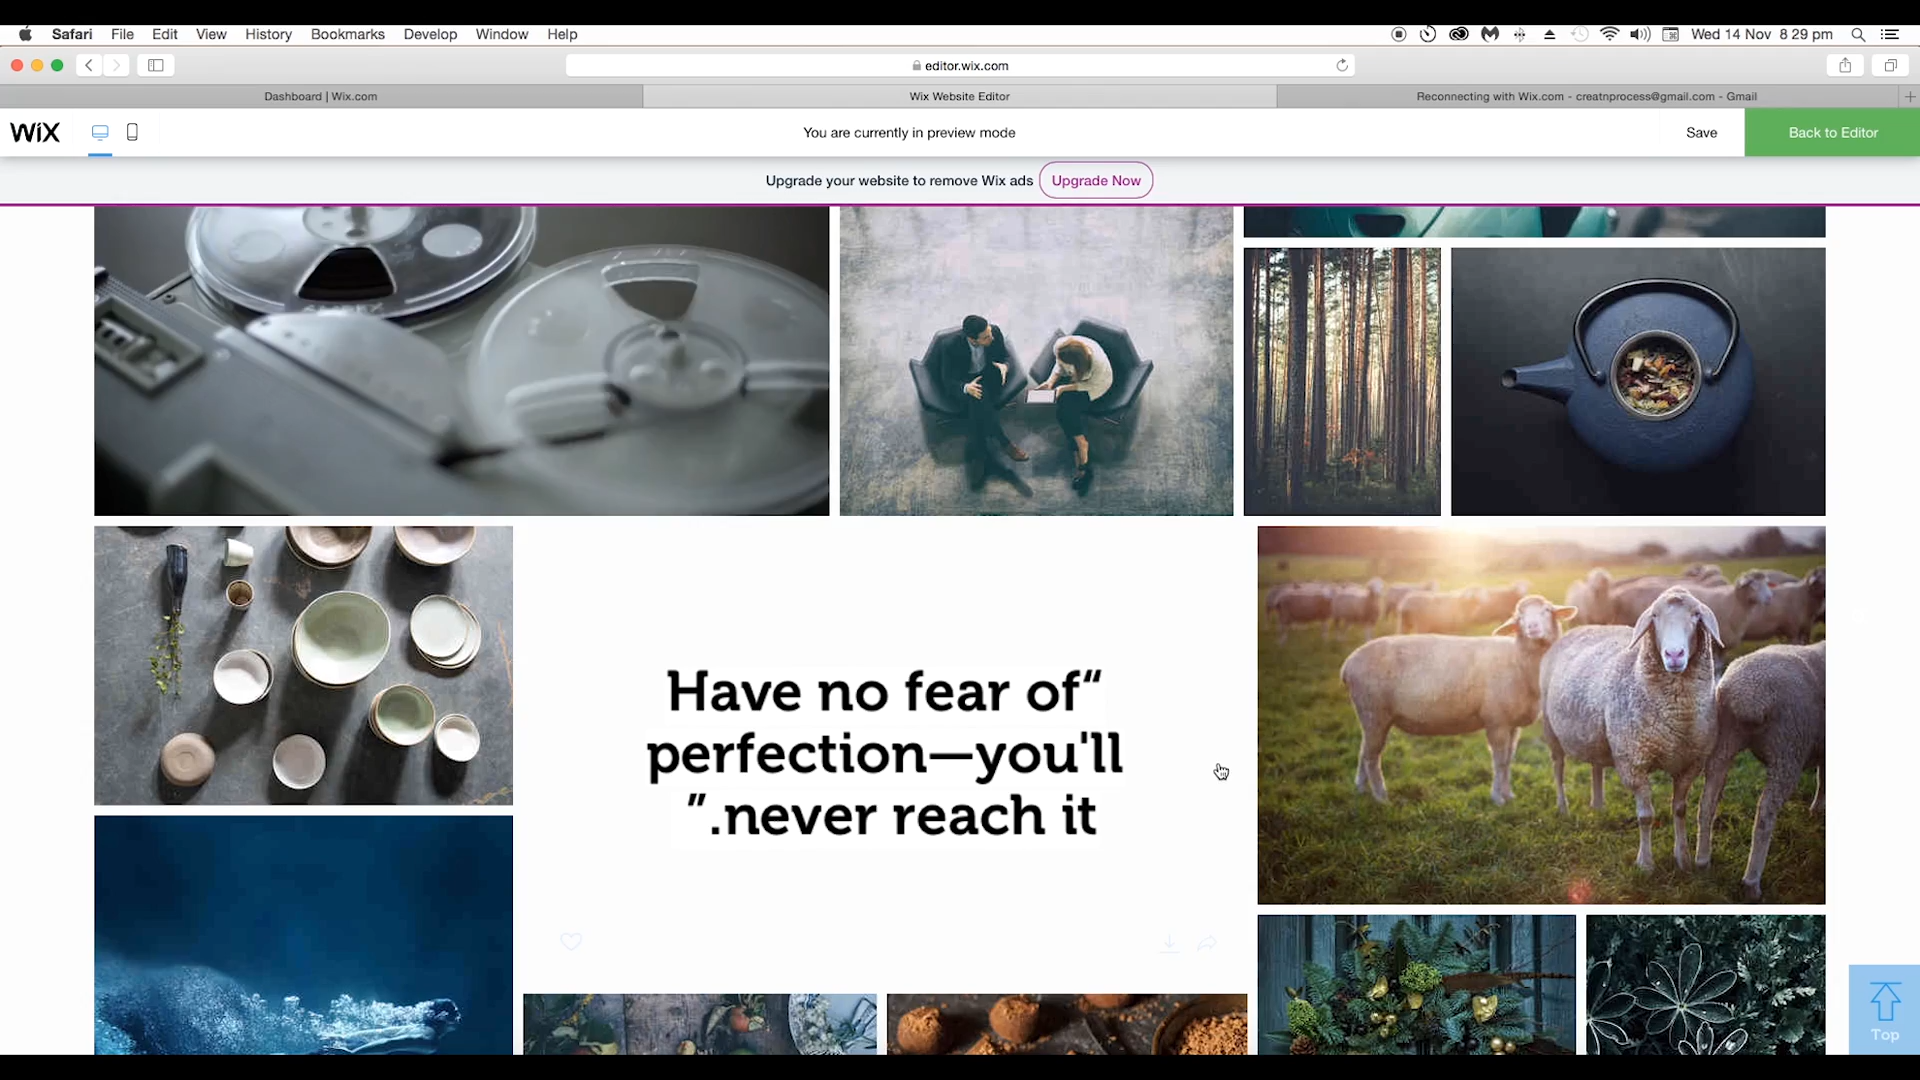 Safari File Edit View History Bookmarks Develop Window Help Wed 14 Nov 8 29 pm
editor.wix.com
Dashboard | Wix.com Wix Website Editor Reconnecting with Wix.com - creatnprocess@gmail.com - Gmail
WiX You are currently in preview mode Save Back to Editor
Upgrade your website to remove Wix ads Upgrade Now
Have no fear of“
perfection—you'll
”.never reach it
Top